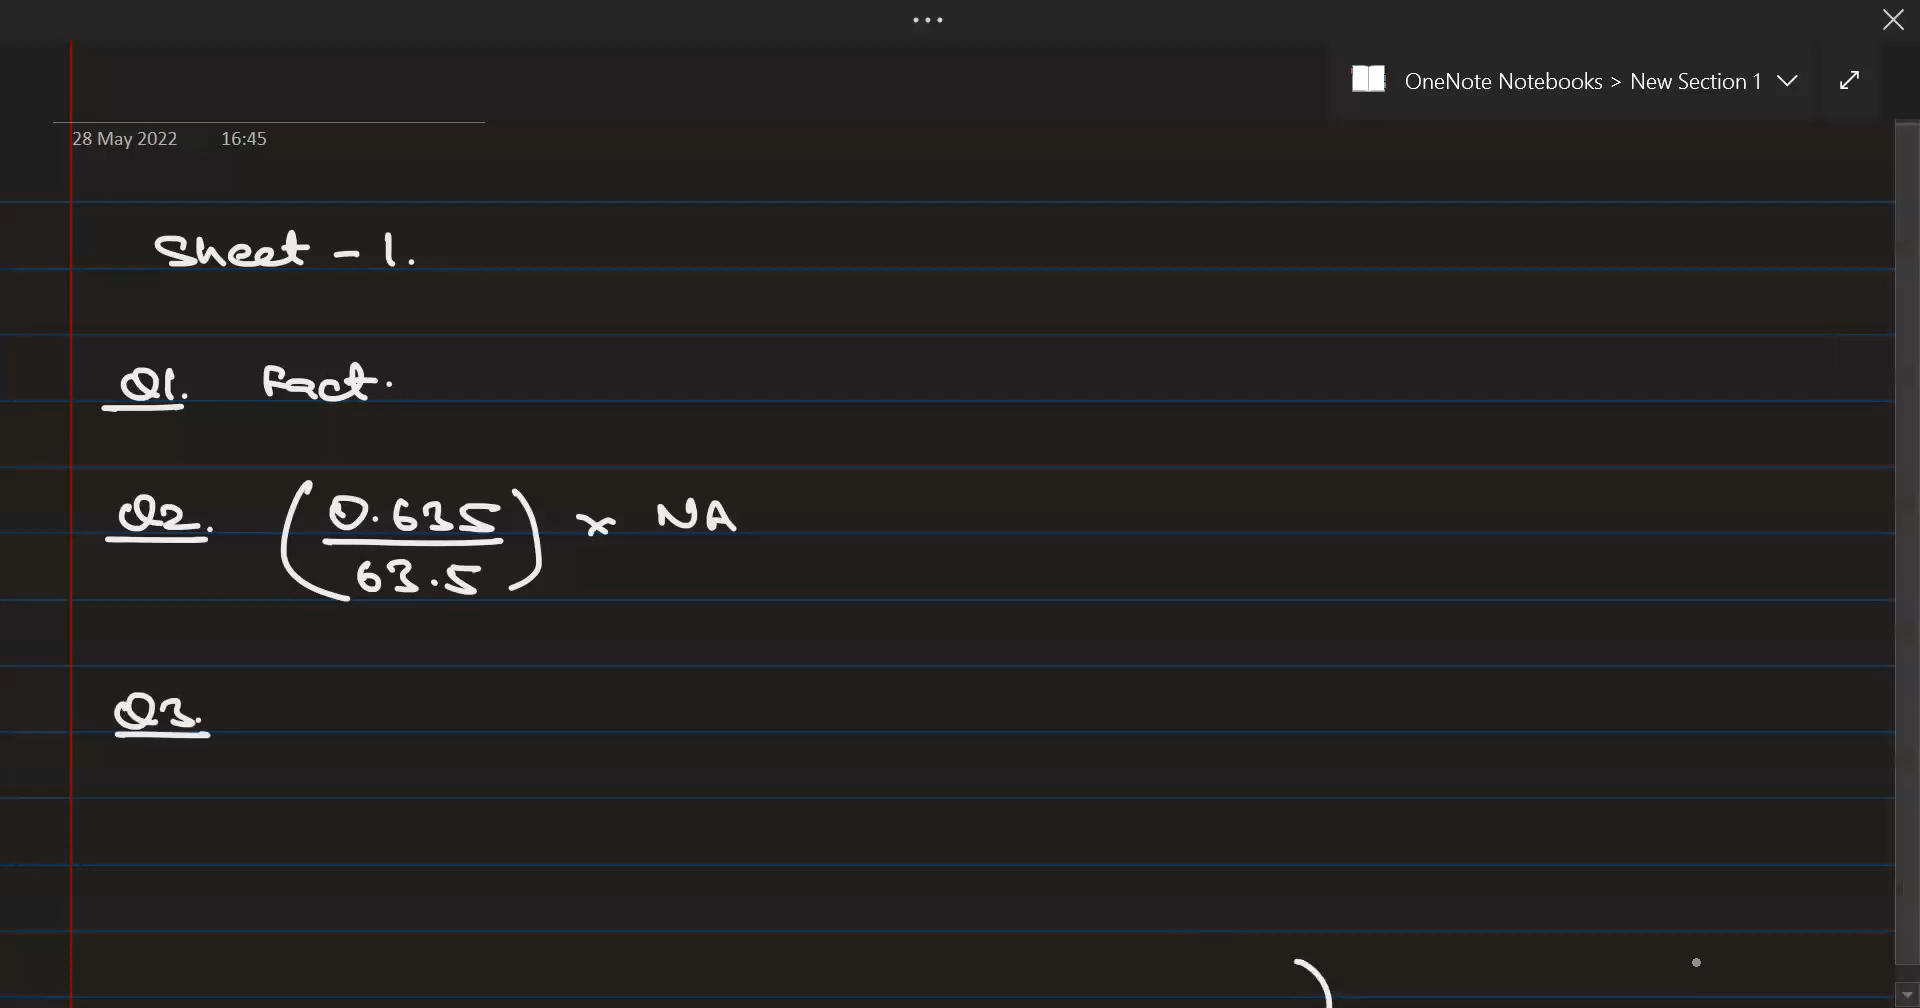 OneNote Notebooks > New Section 1
28 May 2022 16:45
Sheet - 1.
Q1. Fact.
Q2. (0.635 / 63.5) × NA
Q3.